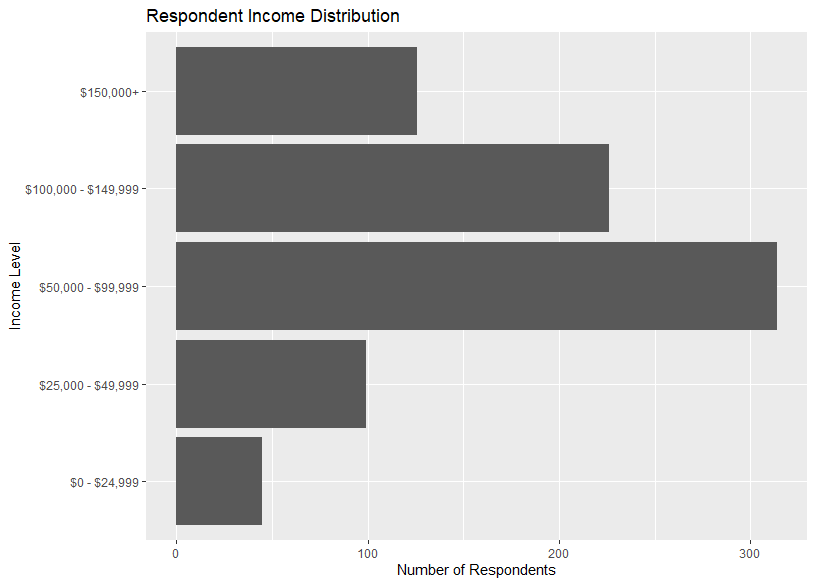 Respondent Income Distribution
Income Level
$150,000+
$100,000 - $149,999
$50,000 - $99,999
$25,000 - $49,999
$0 - $24,999
0 100 200 300
Number of Respondents